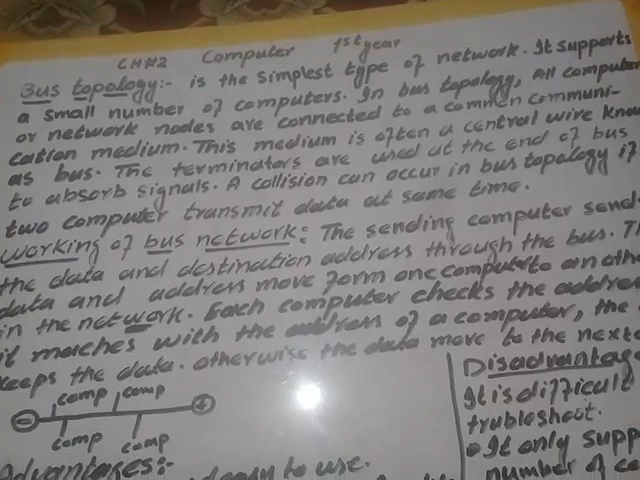 CH#2 Computer 1st year
Bus topology:- is the simplest type of network. It supports
a small number of computers. In bus topology, all computer
or network nodes are connected to a common communi-
cation medium. This medium is often a central wire know
as bus. The terminators are used at the end of bus
to absorb signals. A collision can occur in bus topology if
two computer transmit data at same time.
Working of bus network: The sending computer send
the data and destination address through the bus. Th
data and address move form one computer to an othe
in the network. Each computer checks the addres
it maches with the address of a computer, the
keeps the data. otherwise the data move to the next
comp comp
comp comp
Disadvantage
It is difficult
trubleshoot.
It only supp
number of co
Advantages:-
easy to use.